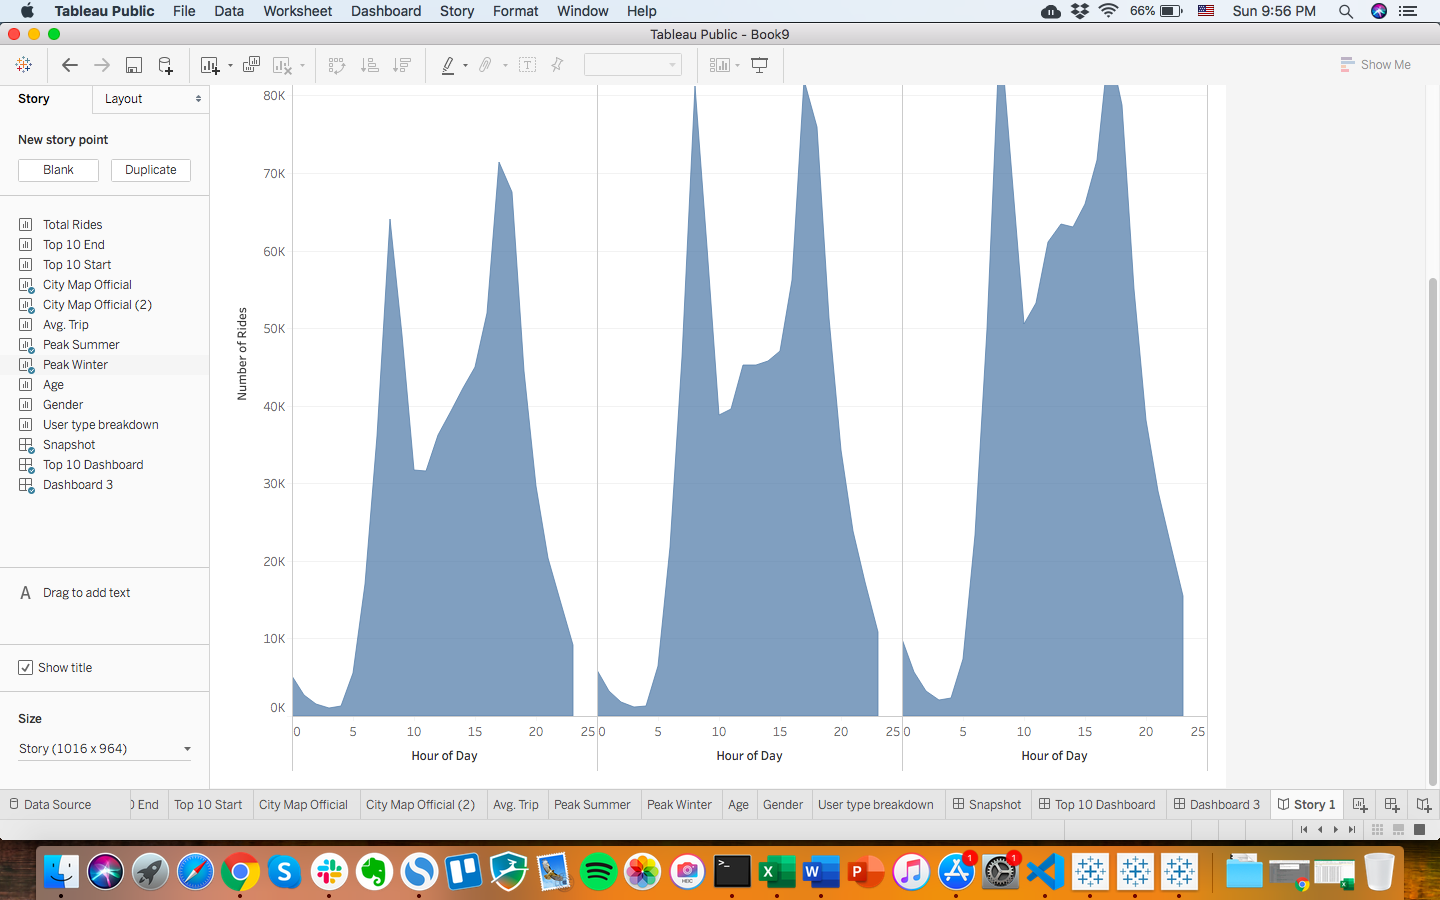 Tableau Public File Data Worksheet Dashboard Story Format Window Help 66% Sun 9:56 PM
Tableau Public - Book9
Show Me
Story Layout
New story point
Blank Duplicate
Total Rides
Top 10 End
Top 10 Start
City Map Official
City Map Official (2)
Avg. Trip
Peak Summer
Peak Winter
Age
Gender
User type breakdown
Snapshot
Top 10 Dashboard
Dashboard 3
A Drag to add text
Show title
Size
Story (1016 x 964)
80K
70K
60K
50K
40K
30K
20K
10K
0K
Number of Rides
0 5 10 15 20 25 0 5 10 15 20 25 0 5 10 15 20 25
Hour of Day Hour of Day Hour of Day
Data Source 0 End Top 10 Start City Map Official City Map Official (2) Avg. Trip Peak Summer Peak Winter Age Gender User type breakdown Snapshot Top 10 Dashboard Dashboard 3 Story 1
S X W P 1 1